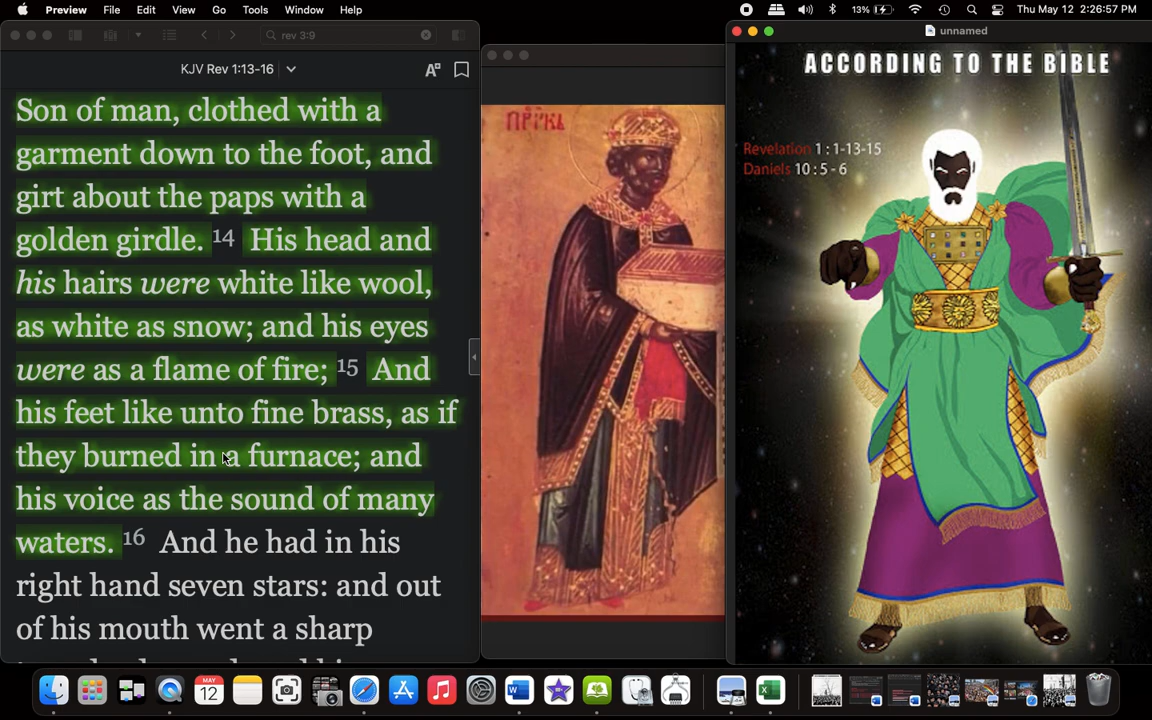 Preview File Edit View Go Tools Window Help 13% Thu May 12 2:26:57 PM
rev 3:9
KJV Rev 1:13-16
Son of man, clothed with a
garment down to the foot, and
girt about the paps with a
golden girdle. 14 His head and
his hairs were white like wool,
as white as snow; and his eyes
were as a flame of fire; 15 And
his feet like unto fine brass, as if
they burned in a furnace; and
his voice as the sound of many
waters. 16 And he had in his
right hand seven stars: and out
of his mouth went a sharp
unnamed
ACCORDING TO THE BIBLE
Revelation 1 : 1-13-15
Daniels 10 : 5 - 6
MAY
12